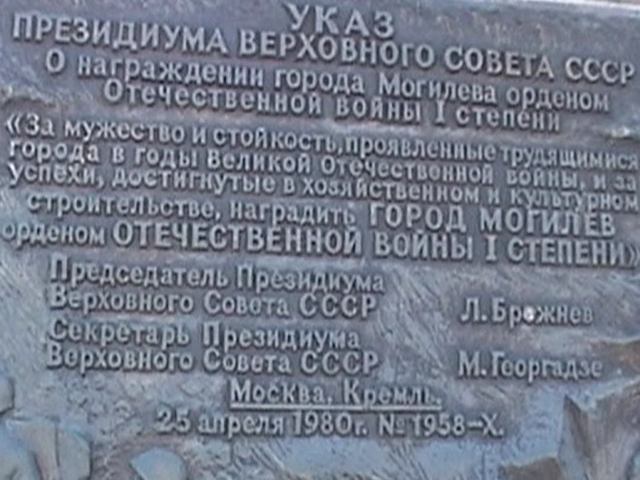 УКАЗ
ПРЕЗИДИУМА ВЕРХОВНОГО СОВЕТА СССР
О награждении города Могилева орденом
Отечественной войны I степени
«За мужество и стойкость, проявленные трудящимися
города в годы Великой Отечественной войны, и за
успехи, достигнутые в хозяйственном и культурном
строительстве, наградить ГОРОД МОГИЛЕВ
орденом ОТЕЧЕСТВЕННОЙ ВОЙНЫ I СТЕПЕНИ»
Председатель Президиума
Верховного Совета СССР Л. Брежнев
Секретарь Президиума
Верховного Совета СССР М. Георгадзе
Москва. Кремль.
25 апреля 1980г. № 1958-X.